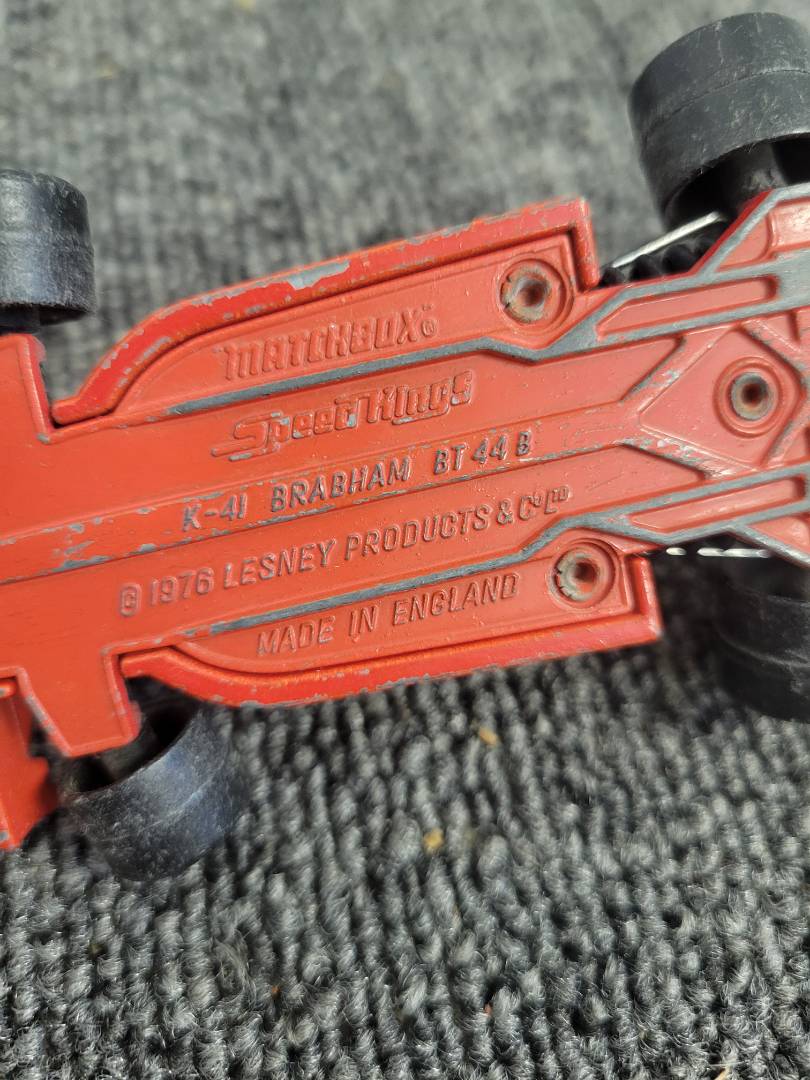 "MATCHBOX"®
Speed Kings
K-41 BRABHAM BT 44 B
© 1976 LESNEY PRODUCTS & Co LTD
MADE IN ENGLAND